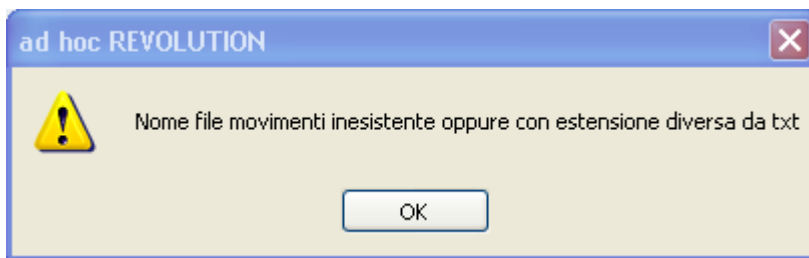 ad hoc REVOLUTION
Nome file movimenti inesistente oppure con estensione diversa da txt
OK